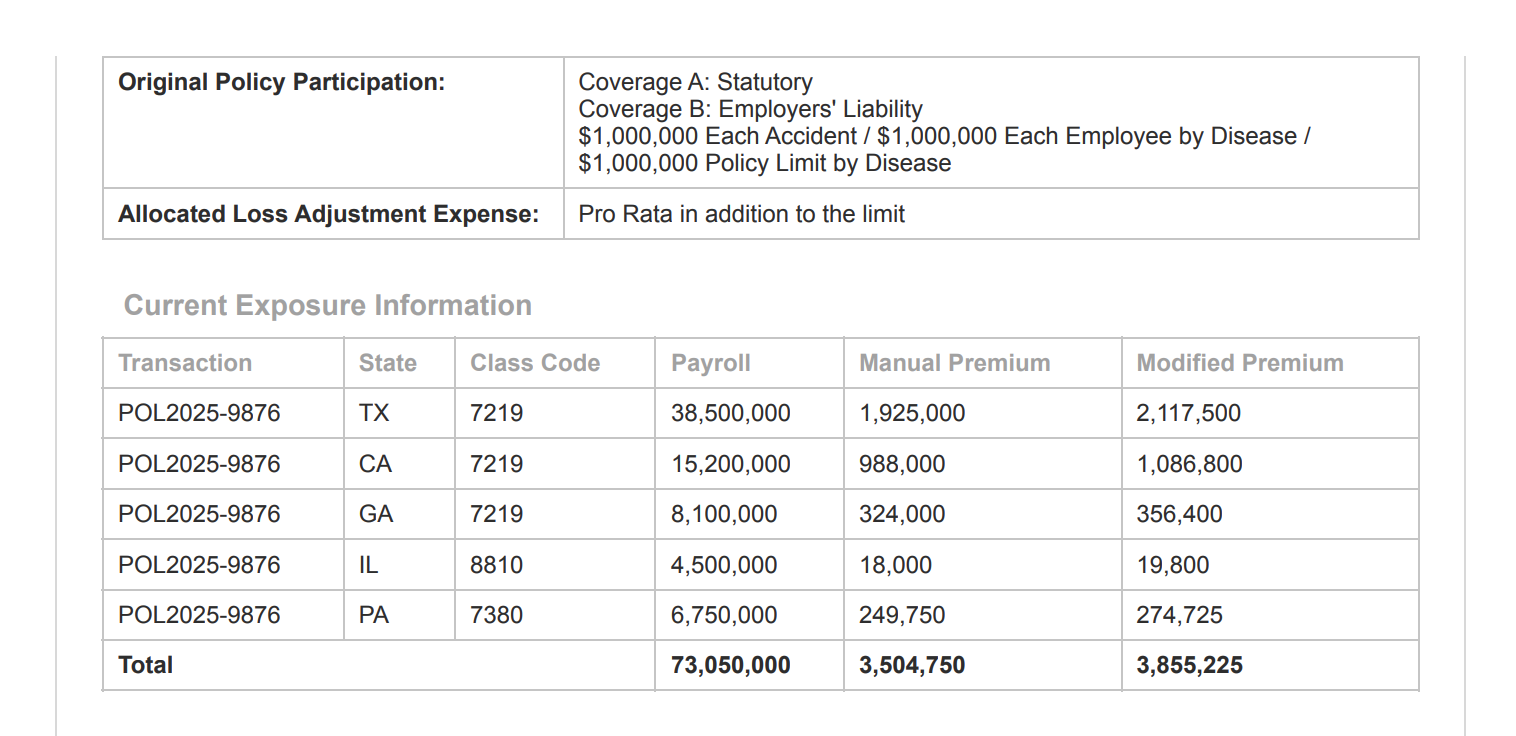 Original Policy Participation:
Coverage A: Statutory
Coverage B: Employers' Liability
$1,000,000 Each Accident / $1,000,000 Each Employee by Disease /
$1,000,000 Policy Limit by Disease
Allocated Loss Adjustment Expense: Pro Rata in addition to the limit
Current Exposure Information
Transaction State Class Code Payroll Manual Premium Modified Premium
POL2025-9876 TX 7219 38,500,000 1,925,000 2,117,500
POL2025-9876 CA 7219 15,200,000 988,000 1,086,800
POL2025-9876 GA 7219 8,100,000 324,000 356,400
POL2025-9876 IL 8810 4,500,000 18,000 19,800
POL2025-9876 PA 7380 6,750,000 249,750 274,725
Total 73,050,000 3,504,750 3,855,225